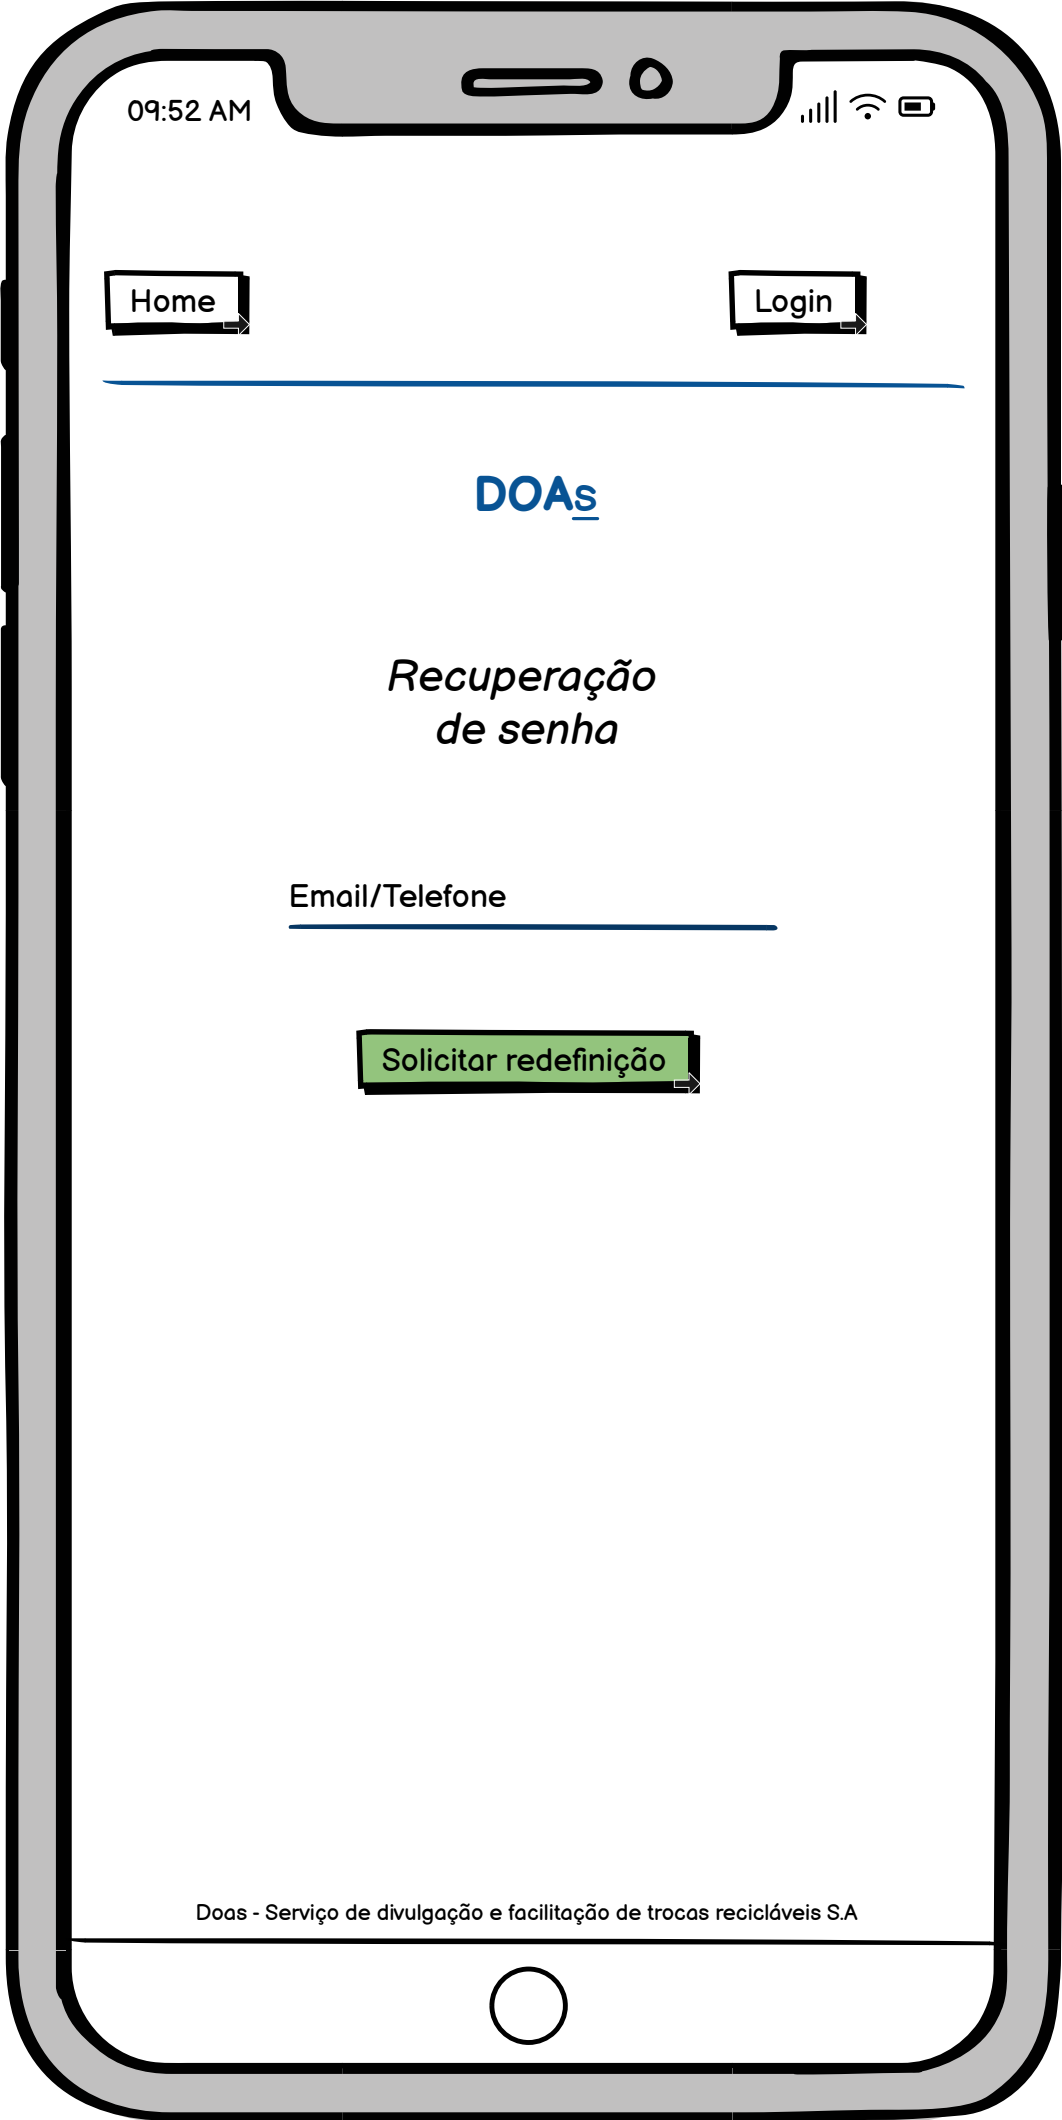 09:52 AM
Home
Login
DOAs
Recuperação
de senha
Email/Telefone
Solicitar redefinição
Doas - Serviço de divulgação e facilitação de trocas recicláveis S.A